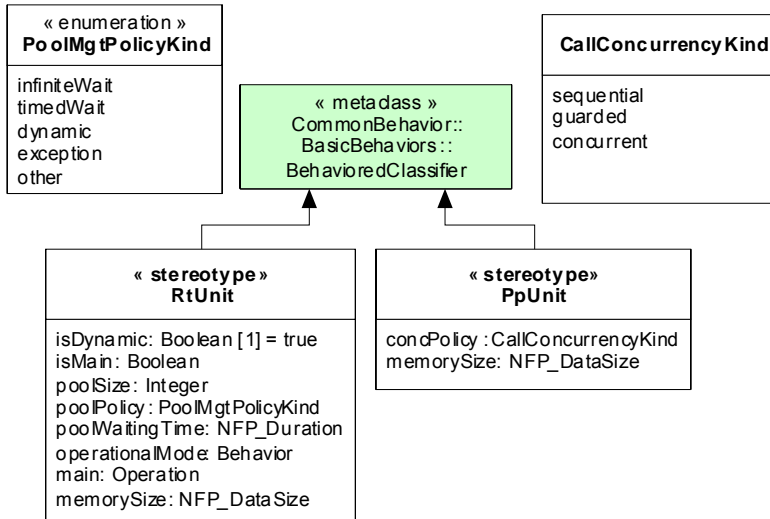 « enumeration »
PoolMgtPolicyKind
infiniteWait
timedWait
dynamic
exception
other
CallConcurrencyKind
sequential
guarded
concurrent
« metaclass »
CommonBehavior::
BasicBehaviors::
BehavioredClassifier
« stereotype»
RtUnit
isDynamic: Boolean [1] = true
isMain: Boolean
poolSize: Integer
poolPolicy: PoolMgtPolicyKind
poolWaitingTime: NFP_Duration
operationalMode: Behavior
main: Operation
memorySize: NFP_DataSize
« stereotype»
PpUnit
concPolicy : CallConcurrencyKind
memorySize: NFP_DataSize